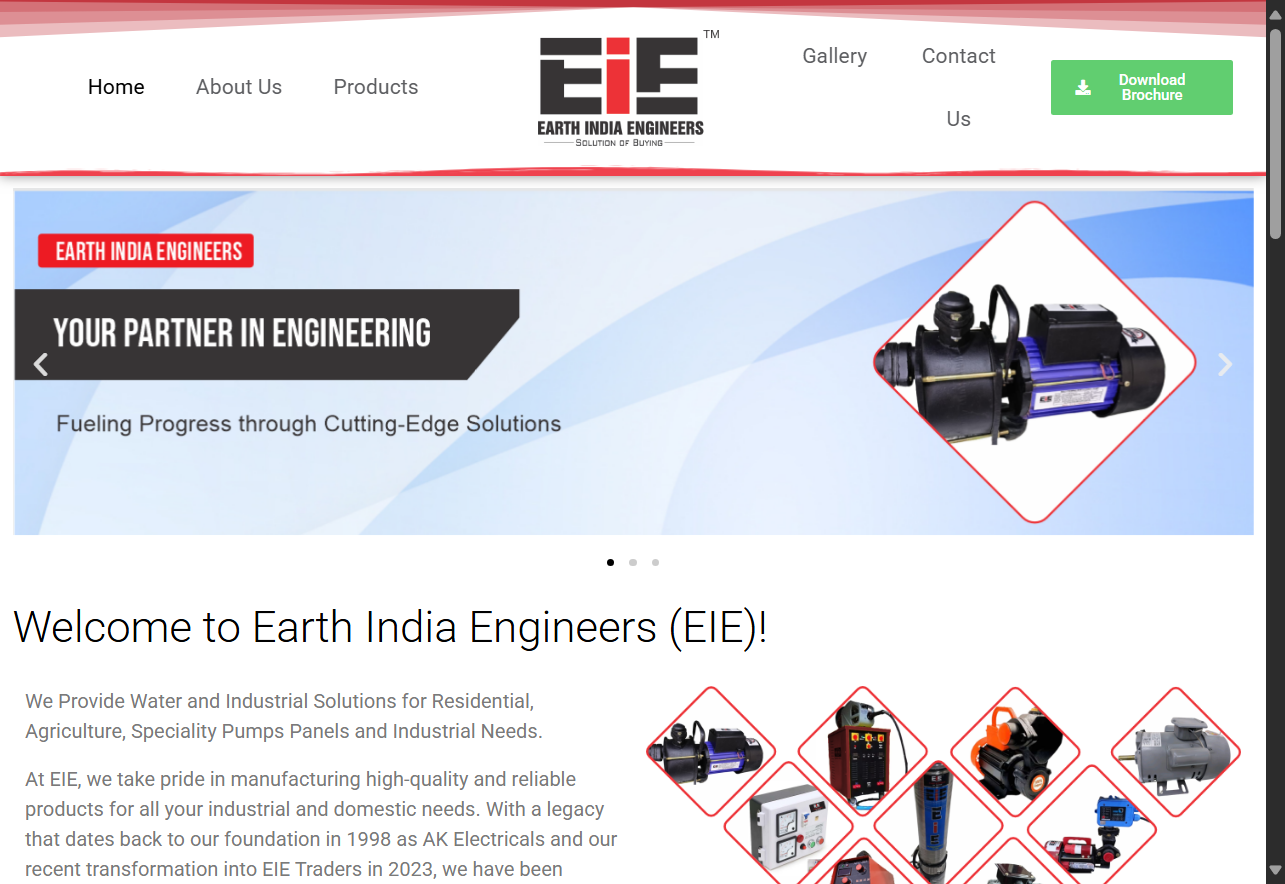 Home
About Us
Products
EIE
TM
EARTH INDIA ENGINEERS
SOLUTION OF BUYING
Gallery
Contact
Us
Download
Brochure
EARTH INDIA ENGINEERS
YOUR PARTNER IN ENGINEERING
Fueling Progress through Cutting-Edge Solutions
Welcome to Earth India Engineers (EIE)!
We Provide Water and Industrial Solutions for Residential,
Agriculture, Speciality Pumps Panels and Industrial Needs.
At EIE, we take pride in manufacturing high-quality and reliable
products for all your industrial and domestic needs. With a legacy
that dates back to our foundation in 1998 as AK Electricals and our
recent transformation into EIE Traders in 2023, we have been